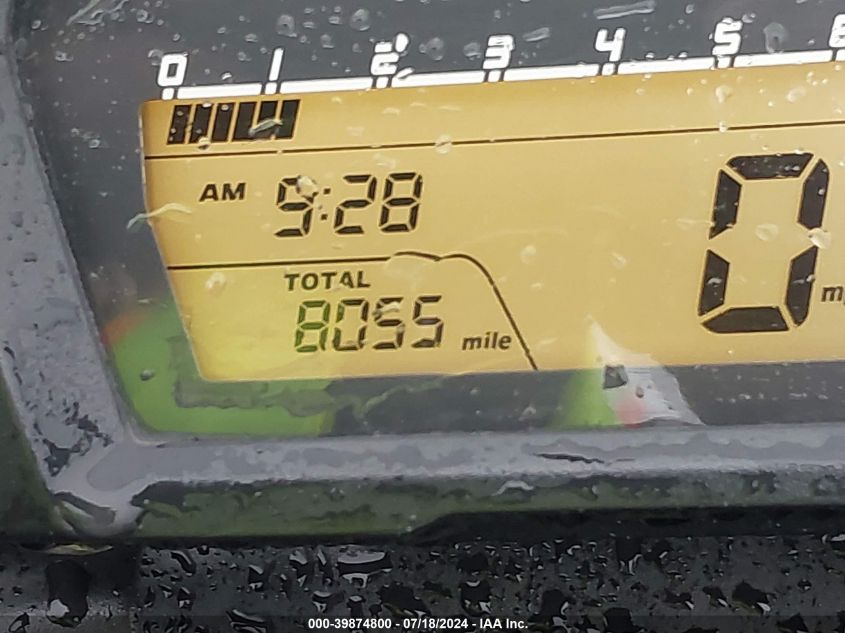 0 1 2 3 4 5 6
AM 9:28
0 m
TOTAL
8055 mile
000-39874800 - 07/18/2024 - IAA Inc.